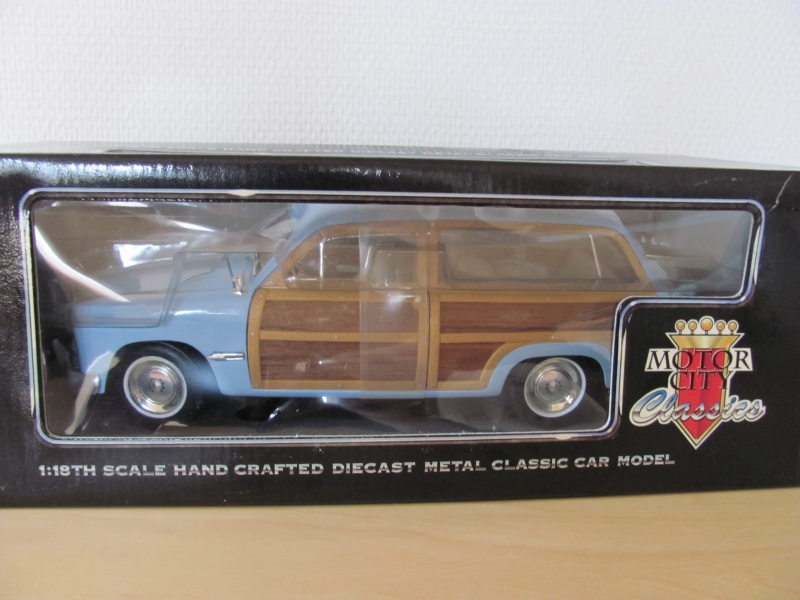 MOTOR
CITY
Classics
1:18TH SCALE HAND CRAFTED DIECAST METAL CLASSIC CAR MODEL